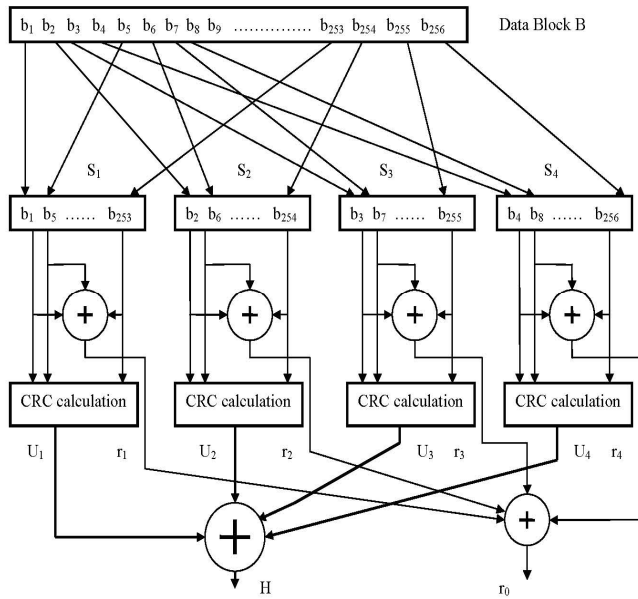 b1 b2 b3 b4 b5 b6 b7 b8 b9 ................ b253 b254 b255 b256 Data Block B
S1 S2 S3 S4
b1 b5 ...... b253 b2 b6 ...... b254 b3 b7 ...... b255 b4 b8 ...... b256
+ + + +
CRC calculation CRC calculation CRC calculation CRC calculation
U1 r1 U2 r2 U3 r3 U4 r4
+ +
H r0